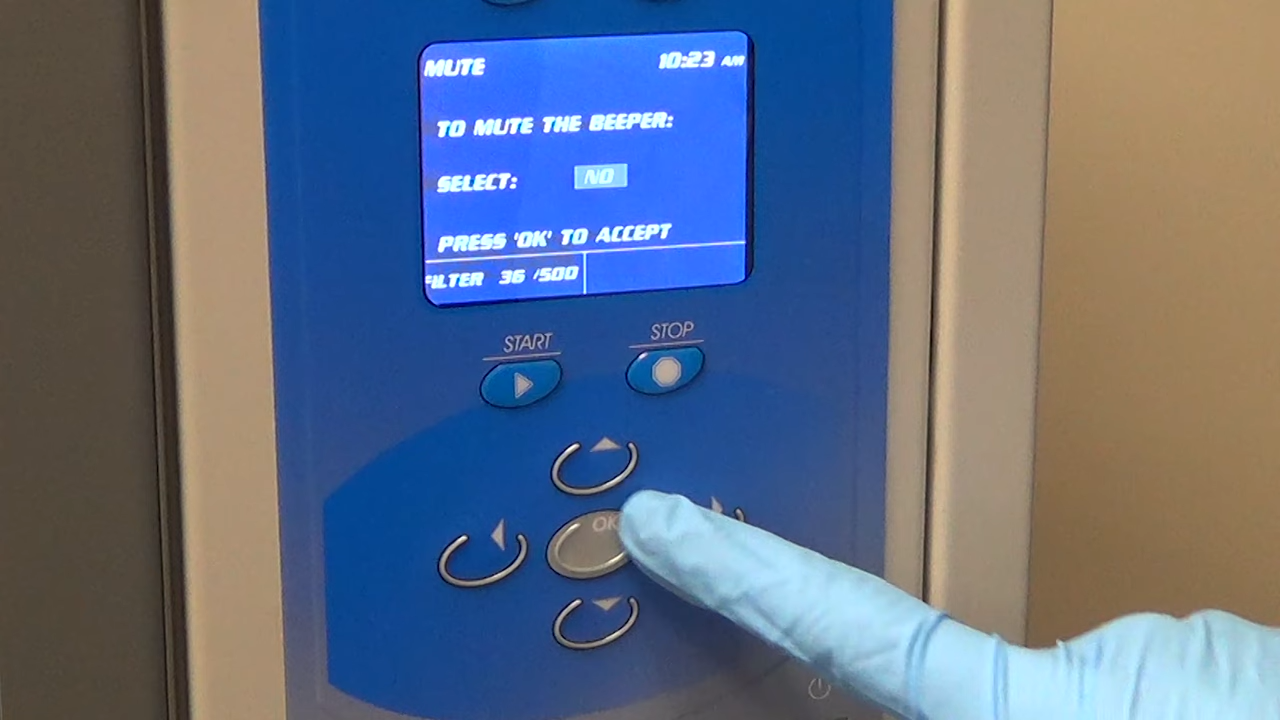 MUTE 10:23 AM
TO MUTE THE BEEPER:
SELECT: NO
PRESS 'OK' TO ACCEPT
FILTER 36 /500
START STOP
OK